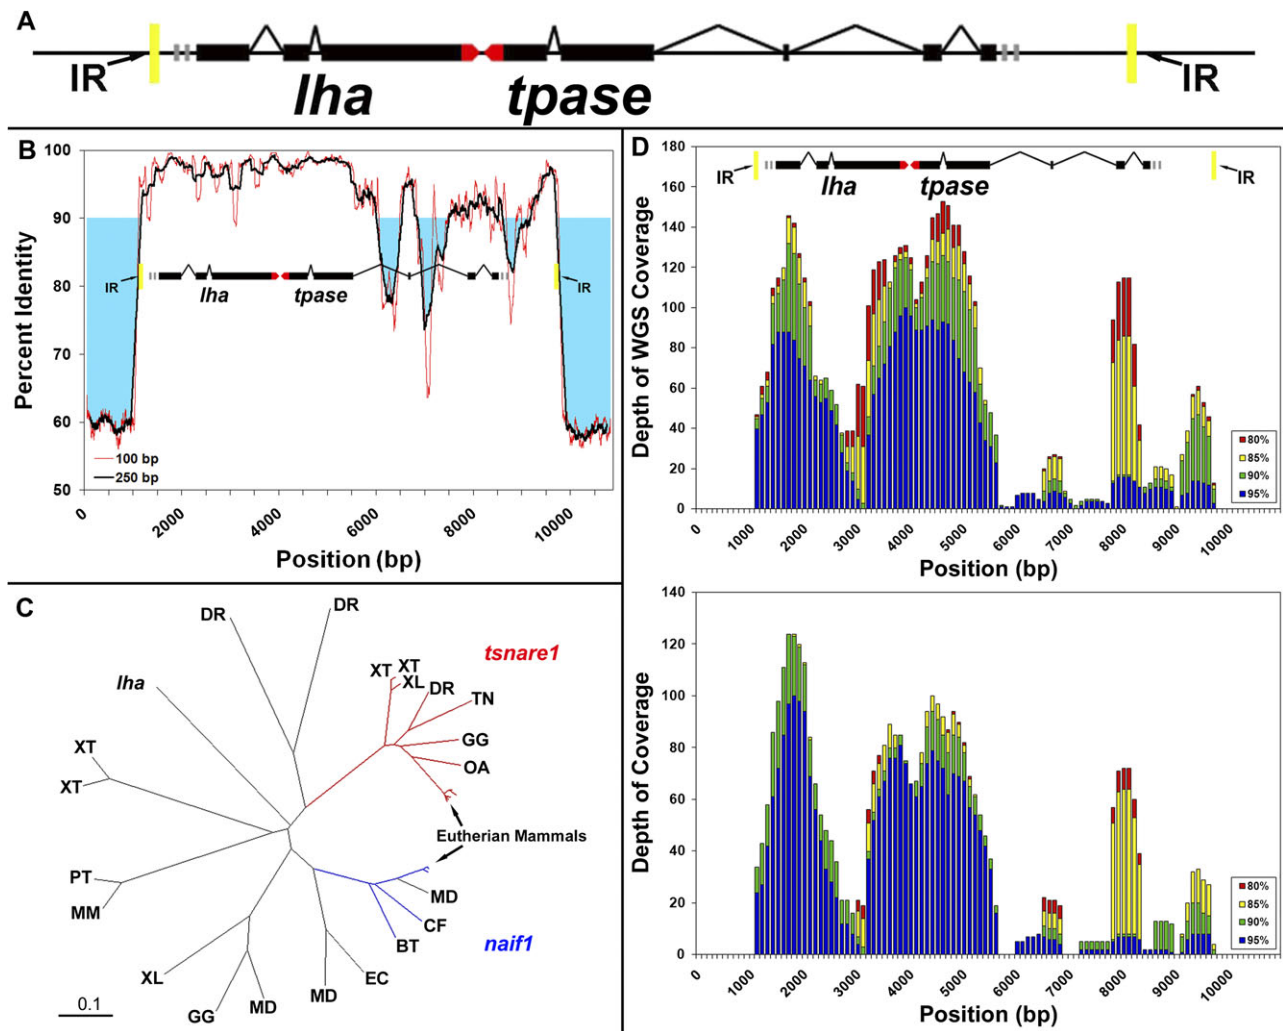 A
IR
lha
tpase
IR
B
100
90
80
70
60
50
Percent Identity
IR
lha
tpase
IR
100 bp
250 bp
0
2000
4000
6000
8000
10000
Position (bp)
C
DR
DR
tsnare1
lha
XT
XT
XL
DR
TN
XT
GG
OA
XT
Eutherian Mammals
PT
MD
MM
CF
naif1
BT
XL
EC
MD
MD
GG
0.1
D
180
160
140
120
100
80
60
40
20
0
Depth of WGS Coverage
IR
lha
tpase
IR
80%
85%
90%
95%
0
1000
2000
3000
4000
5000
6000
7000
8000
9000
10000
Position (bp)
140
120
100
80
60
40
20
0
Depth of Coverage
80%
85%
90%
95%
0
1000
2000
3000
4000
5000
6000
7000
8000
9000
10000
Position (bp)